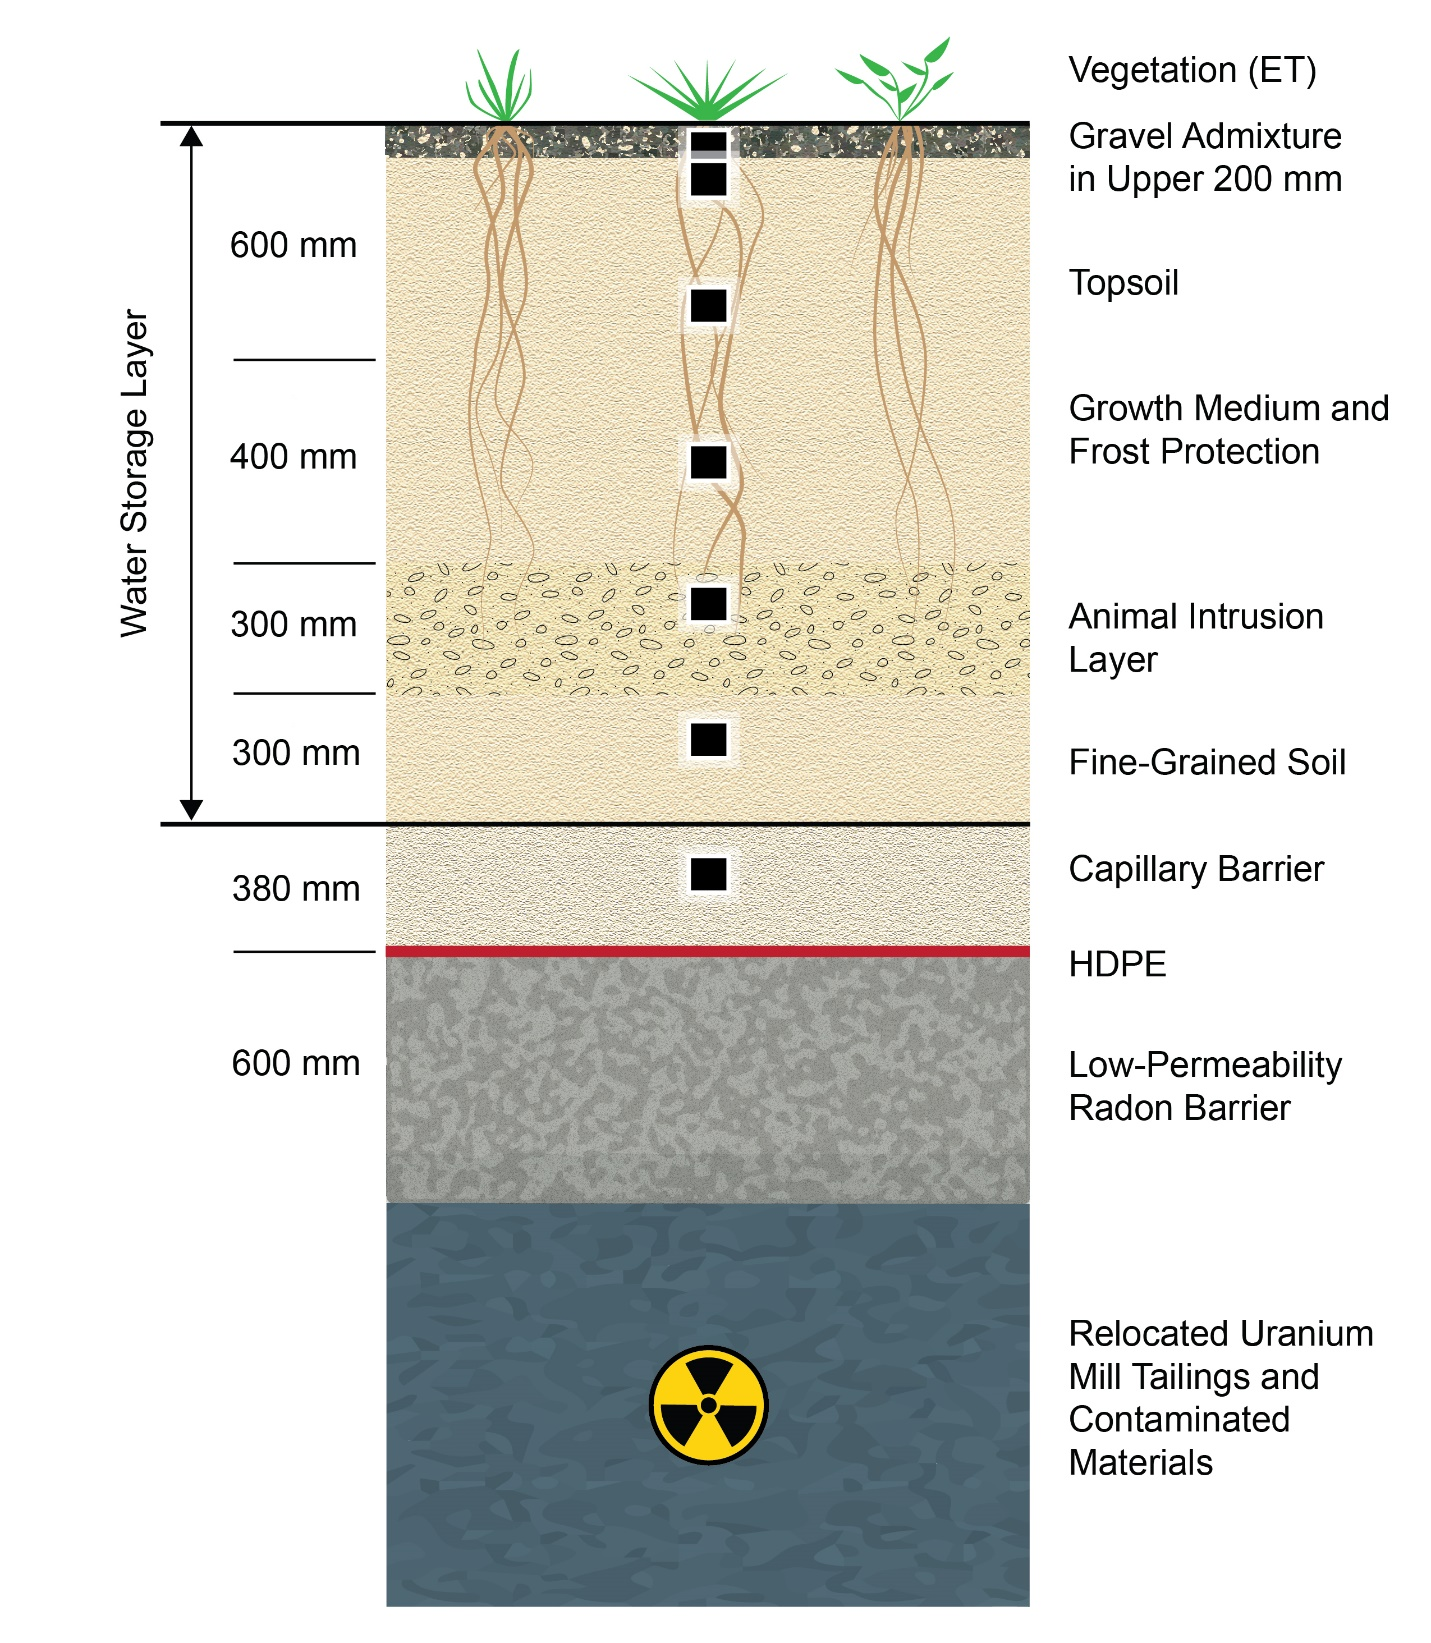 Vegetation (ET)
Gravel Admixture
in Upper 200 mm
600 mm
Topsoil
Water Storage Layer
400 mm
Growth Medium and
Frost Protection
300 mm
Animal Intrusion
Layer
300 mm
Fine-Grained Soil
380 mm
Capillary Barrier
HDPE
600 mm
Low-Permeability
Radon Barrier
Relocated Uranium
Mill Tailings and
Contaminated
Materials